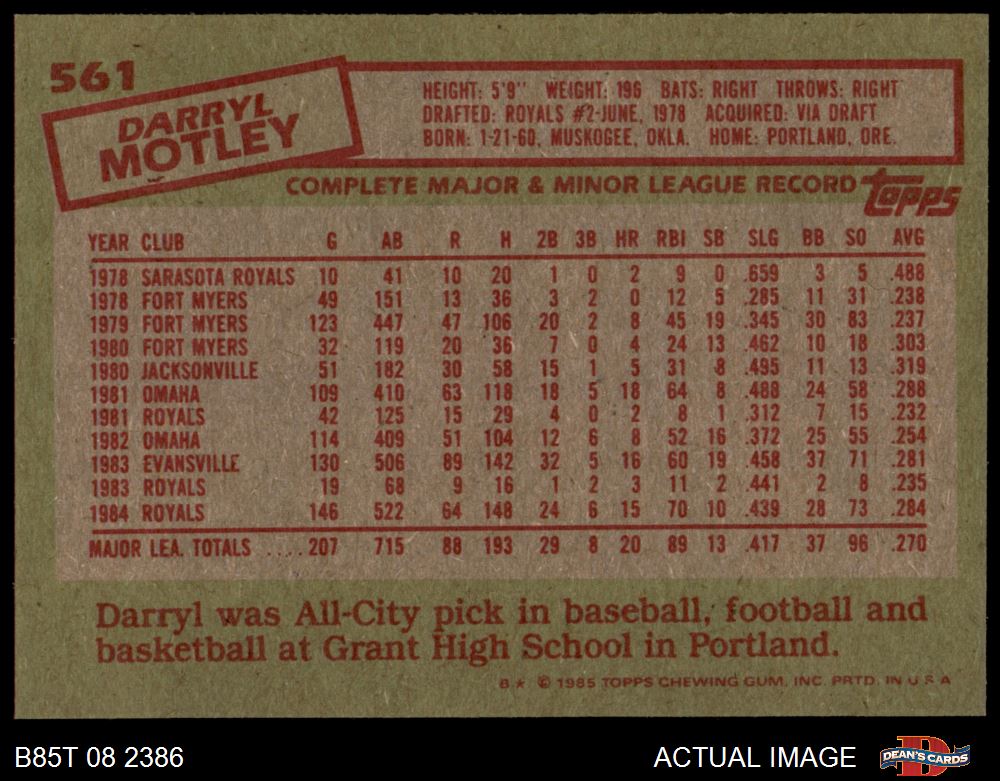 561
DARRYL
MOTLEY
HEIGHT: 5'9" WEIGHT: 196 BATS: RIGHT THROWS: RIGHT
DRAFTED: ROYALS #2-JUNE, 1978 ACQUIRED: VIA DRAFT
BORN: 1-21-60, MUSKOGEE, OKLA. HOME: PORTLAND, ORE.
COMPLETE MAJOR & MINOR LEAGUE RECORD topps
YEAR CLUB G AB R H 2B 3B HR RBI SB SLG BB SO AVG
1978 SARASOTA ROYALS 10 41 10 20 1 0 2 9 0 .659 3 5 .488
1978 FORT MYERS 49 151 13 36 3 2 0 12 5 .285 11 31 .238
1979 FORT MYERS 123 447 47 106 20 2 8 45 19 .345 30 83 .237
1980 FORT MYERS 32 119 20 36 7 0 4 24 13 .462 10 18 .303
1980 JACKSONVILLE 51 182 30 58 15 1 5 31 8 .495 11 13 .319
1981 OMAHA 109 410 63 118 18 5 18 64 8 .488 24 58 .288
1981 ROYALS 42 125 15 29 4 0 2 8 1 .312 7 15 .232
1982 OMAHA 114 409 51 104 12 6 8 52 16 .372 25 55 .254
1983 EVANSVILLE 130 506 89 142 32 5 16 60 19 .458 37 71 .281
1983 ROYALS 19 68 9 16 1 2 3 11 2 .441 2 8 .235
1984 ROYALS 146 522 64 148 24 6 15 70 10 .439 28 73 .284
MAJOR LEA. TOTALS ....207 715 88 193 29 8 20 89 13 .417 37 96 .270
Darryl was All-City pick in baseball, football and
basketball at Grant High School in Portland.
B★ © 1985 TOPPS CHEWING GUM, INC. PRTD. IN U S A
B85T 08 2386 ACTUAL IMAGE DEAN'S CARDS